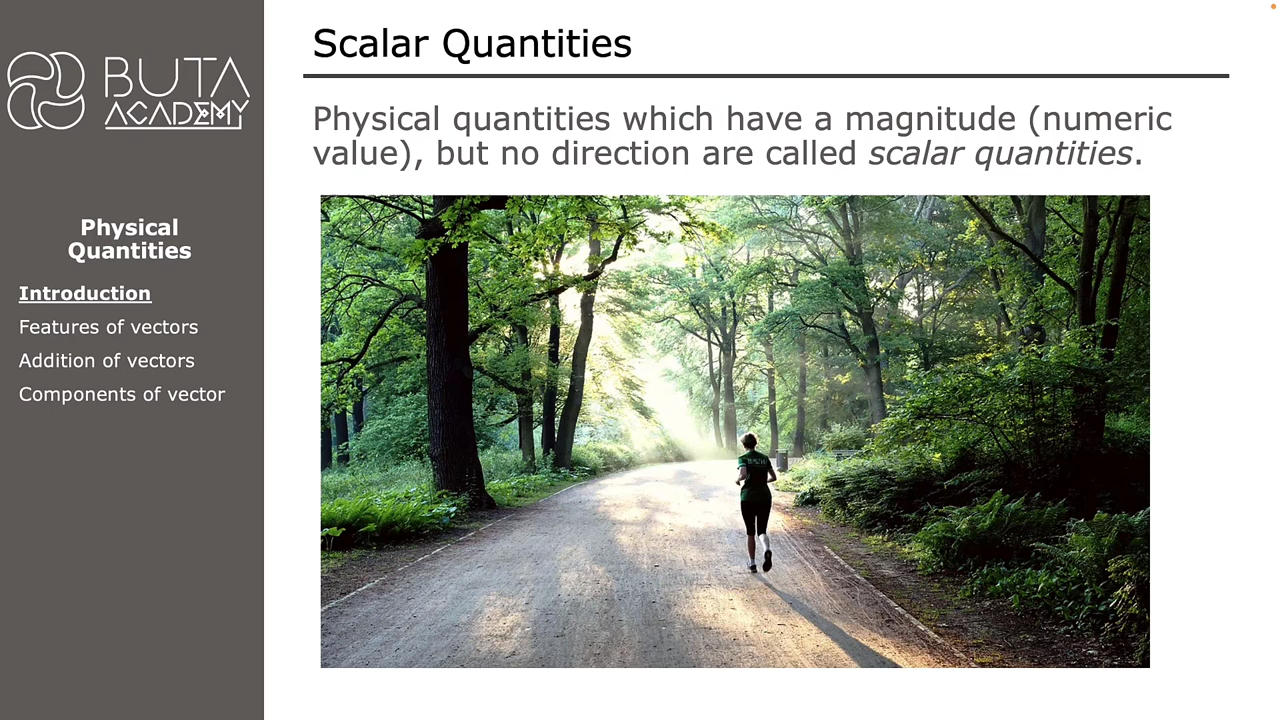 BUTA
ACADEMY
Physical
Quantities
Introduction
Features of vectors
Addition of vectors
Components of vector
Scalar Quantities
Physical quantities which have a magnitude (numeric
value), but no direction are called scalar quantities.